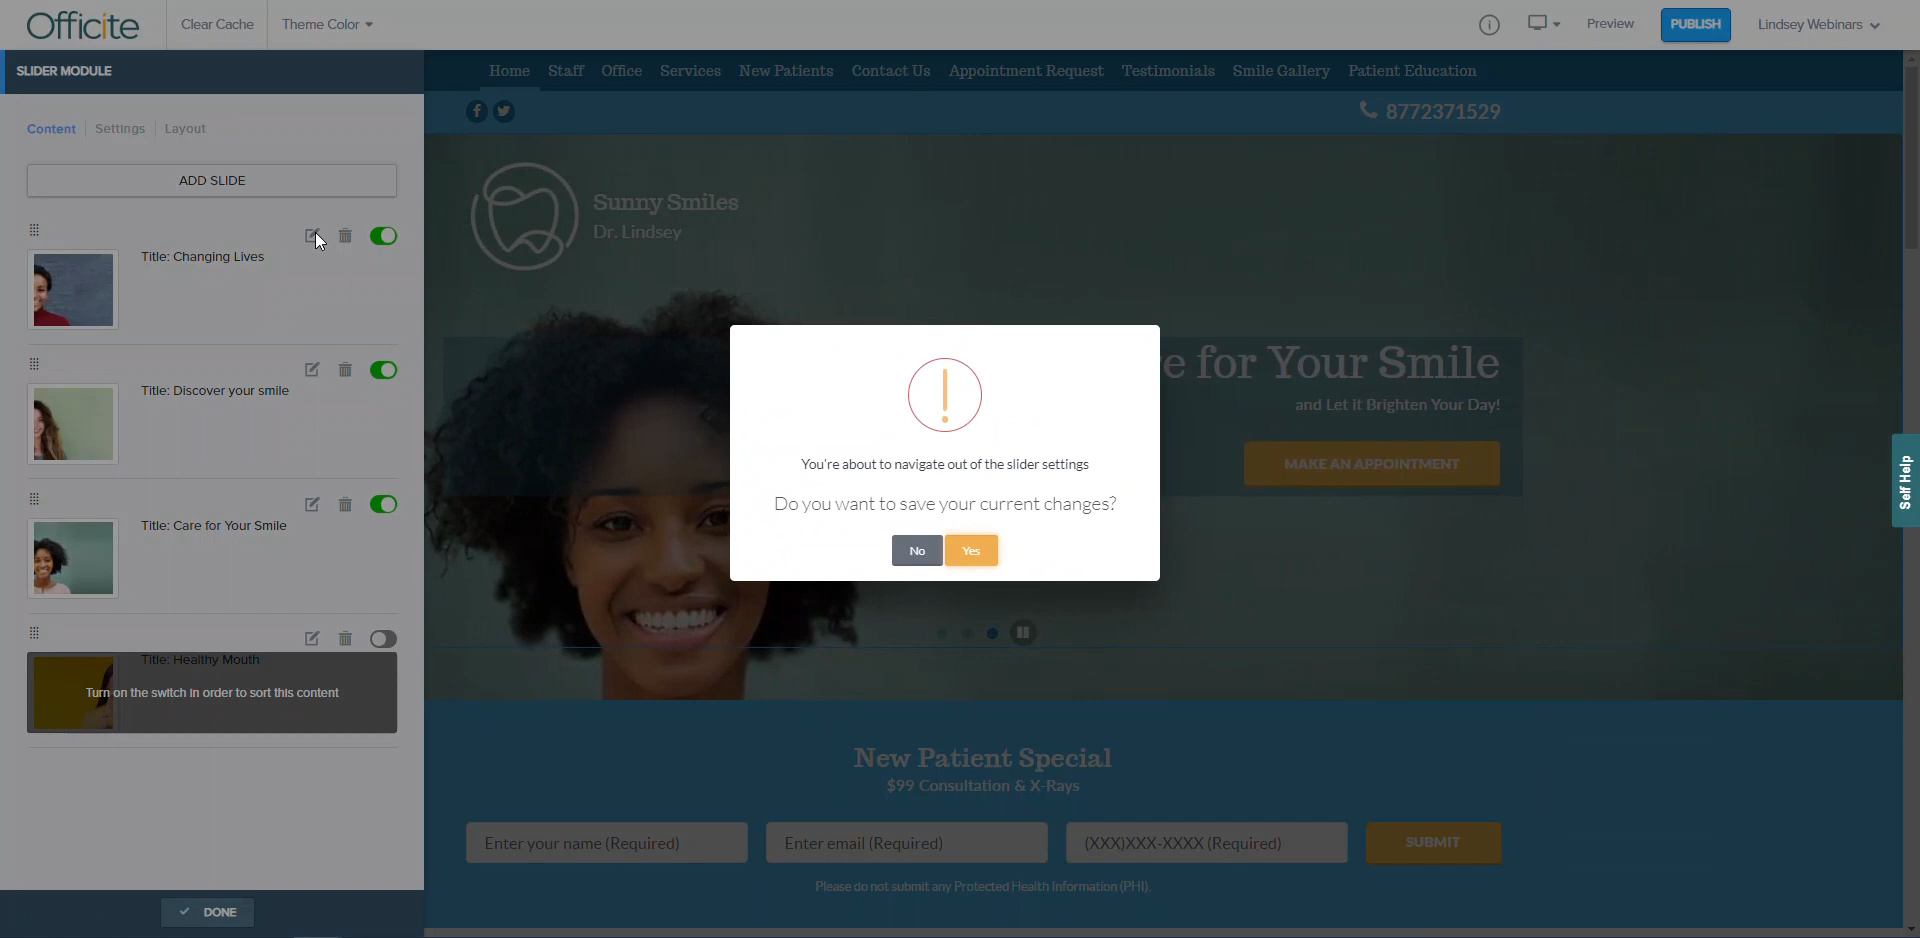 Officite
Clear Cache
Theme Color
Preview
PUBLISH
Lindsey Webinars
SLIDER MODULE
Home Staff Office Services New Patients Contact Us Appointment Request Testimonials Smile Gallery Patient Education
8772371529
Content Settings Layout
ADD SLIDE
Title: Changing Lives
Title: Discover your smile
Title: Care for Your Smile
Title: Healthy Mouth
Turn on the switch in order to sort this content
DONE
Sunny Smiles
Dr. Lindsey
e for Your Smile
and Let it Brighten Your Day!
MAKE AN APPOINTMENT
You're about to navigate out of the slider settings
Do you want to save your current changes?
No Yes
Self Help
New Patient Special
$99 Consultation & X-Rays
Enter your name (Required)
Enter email (Required)
(XXX)XXX-XXXX (Required)
SUBMIT
Please do not submit any Protected Health Information (PHI).